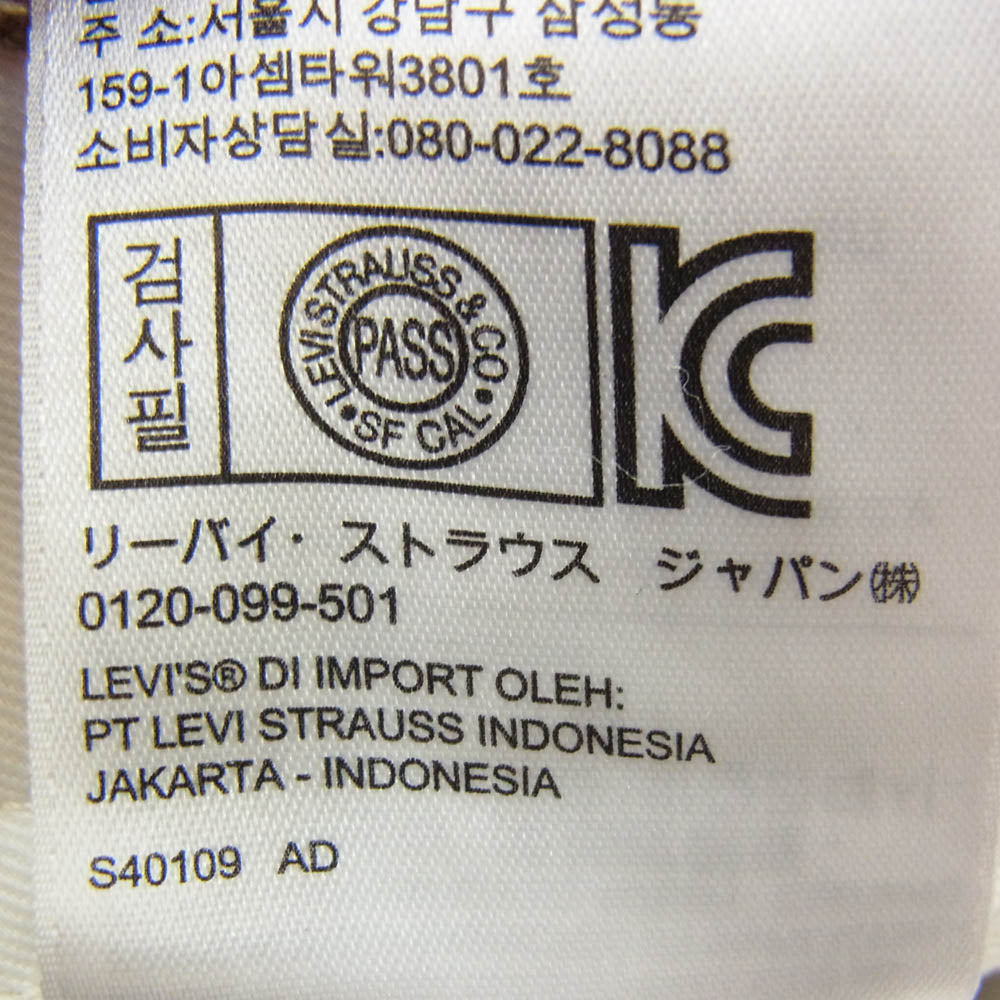 주 소:서울시 강남구 삼성동
159-1아셈타워3801호
소비자상담실:080-022-8088
검
사
필
LEVI STRAUSS & CO
PASS
• SF CAL •
KC
リーバイ・ストラウス ジャパン㈱
0120-099-501
LEVI'S® DI IMPORT OLEH:
PT LEVI STRAUSS INDONESIA
JAKARTA - INDONESIA
S40109 AD